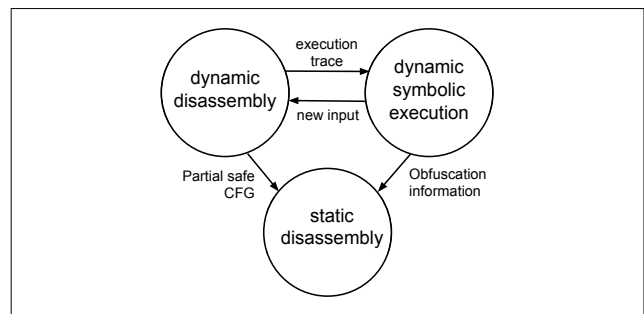 dynamic
disassembly
execution
trace
dynamic
symbolic
execution
new input
Partial safe
CFG
Obfuscation
information
static
disassembly